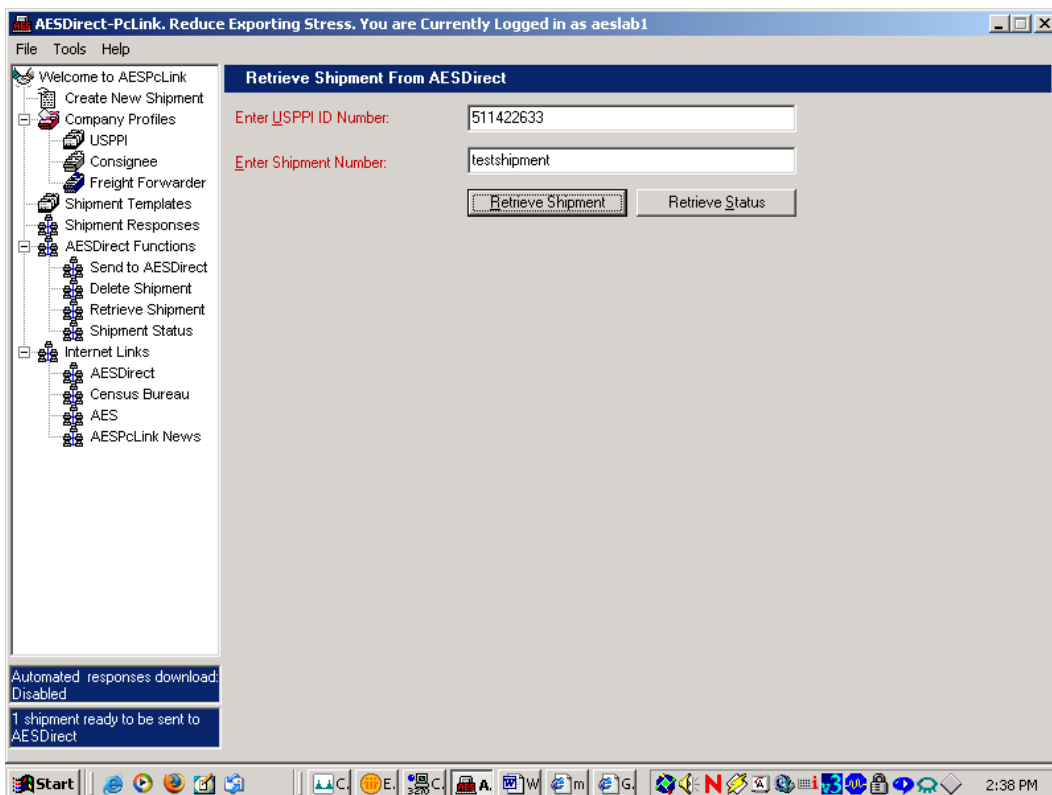 AESDirect-PcLink. Reduce Exporting Stress. You are Currently Logged in as aeslab1
File Tools Help
Welcome to AESPcLink
Create New Shipment
Company Profiles
USPPI
Consignee
Freight Forwarder
Shipment Templates
Shipment Responses
AESDirect Functions
Send to AESDirect
Delete Shipment
Retrieve Shipment
Shipment Status
Internet Links
AESDirect
Census Bureau
AES
AESPcLink News
Automated responses download:
Disabled
1 shipment ready to be sent to
AESDirect
Retrieve Shipment From AESDirect
Enter USPPI ID Number: 511422633
Enter Shipment Number: testshipment
Retrieve Shipment Retrieve Status
Start C. E. C. A. W m G. 2:38 PM